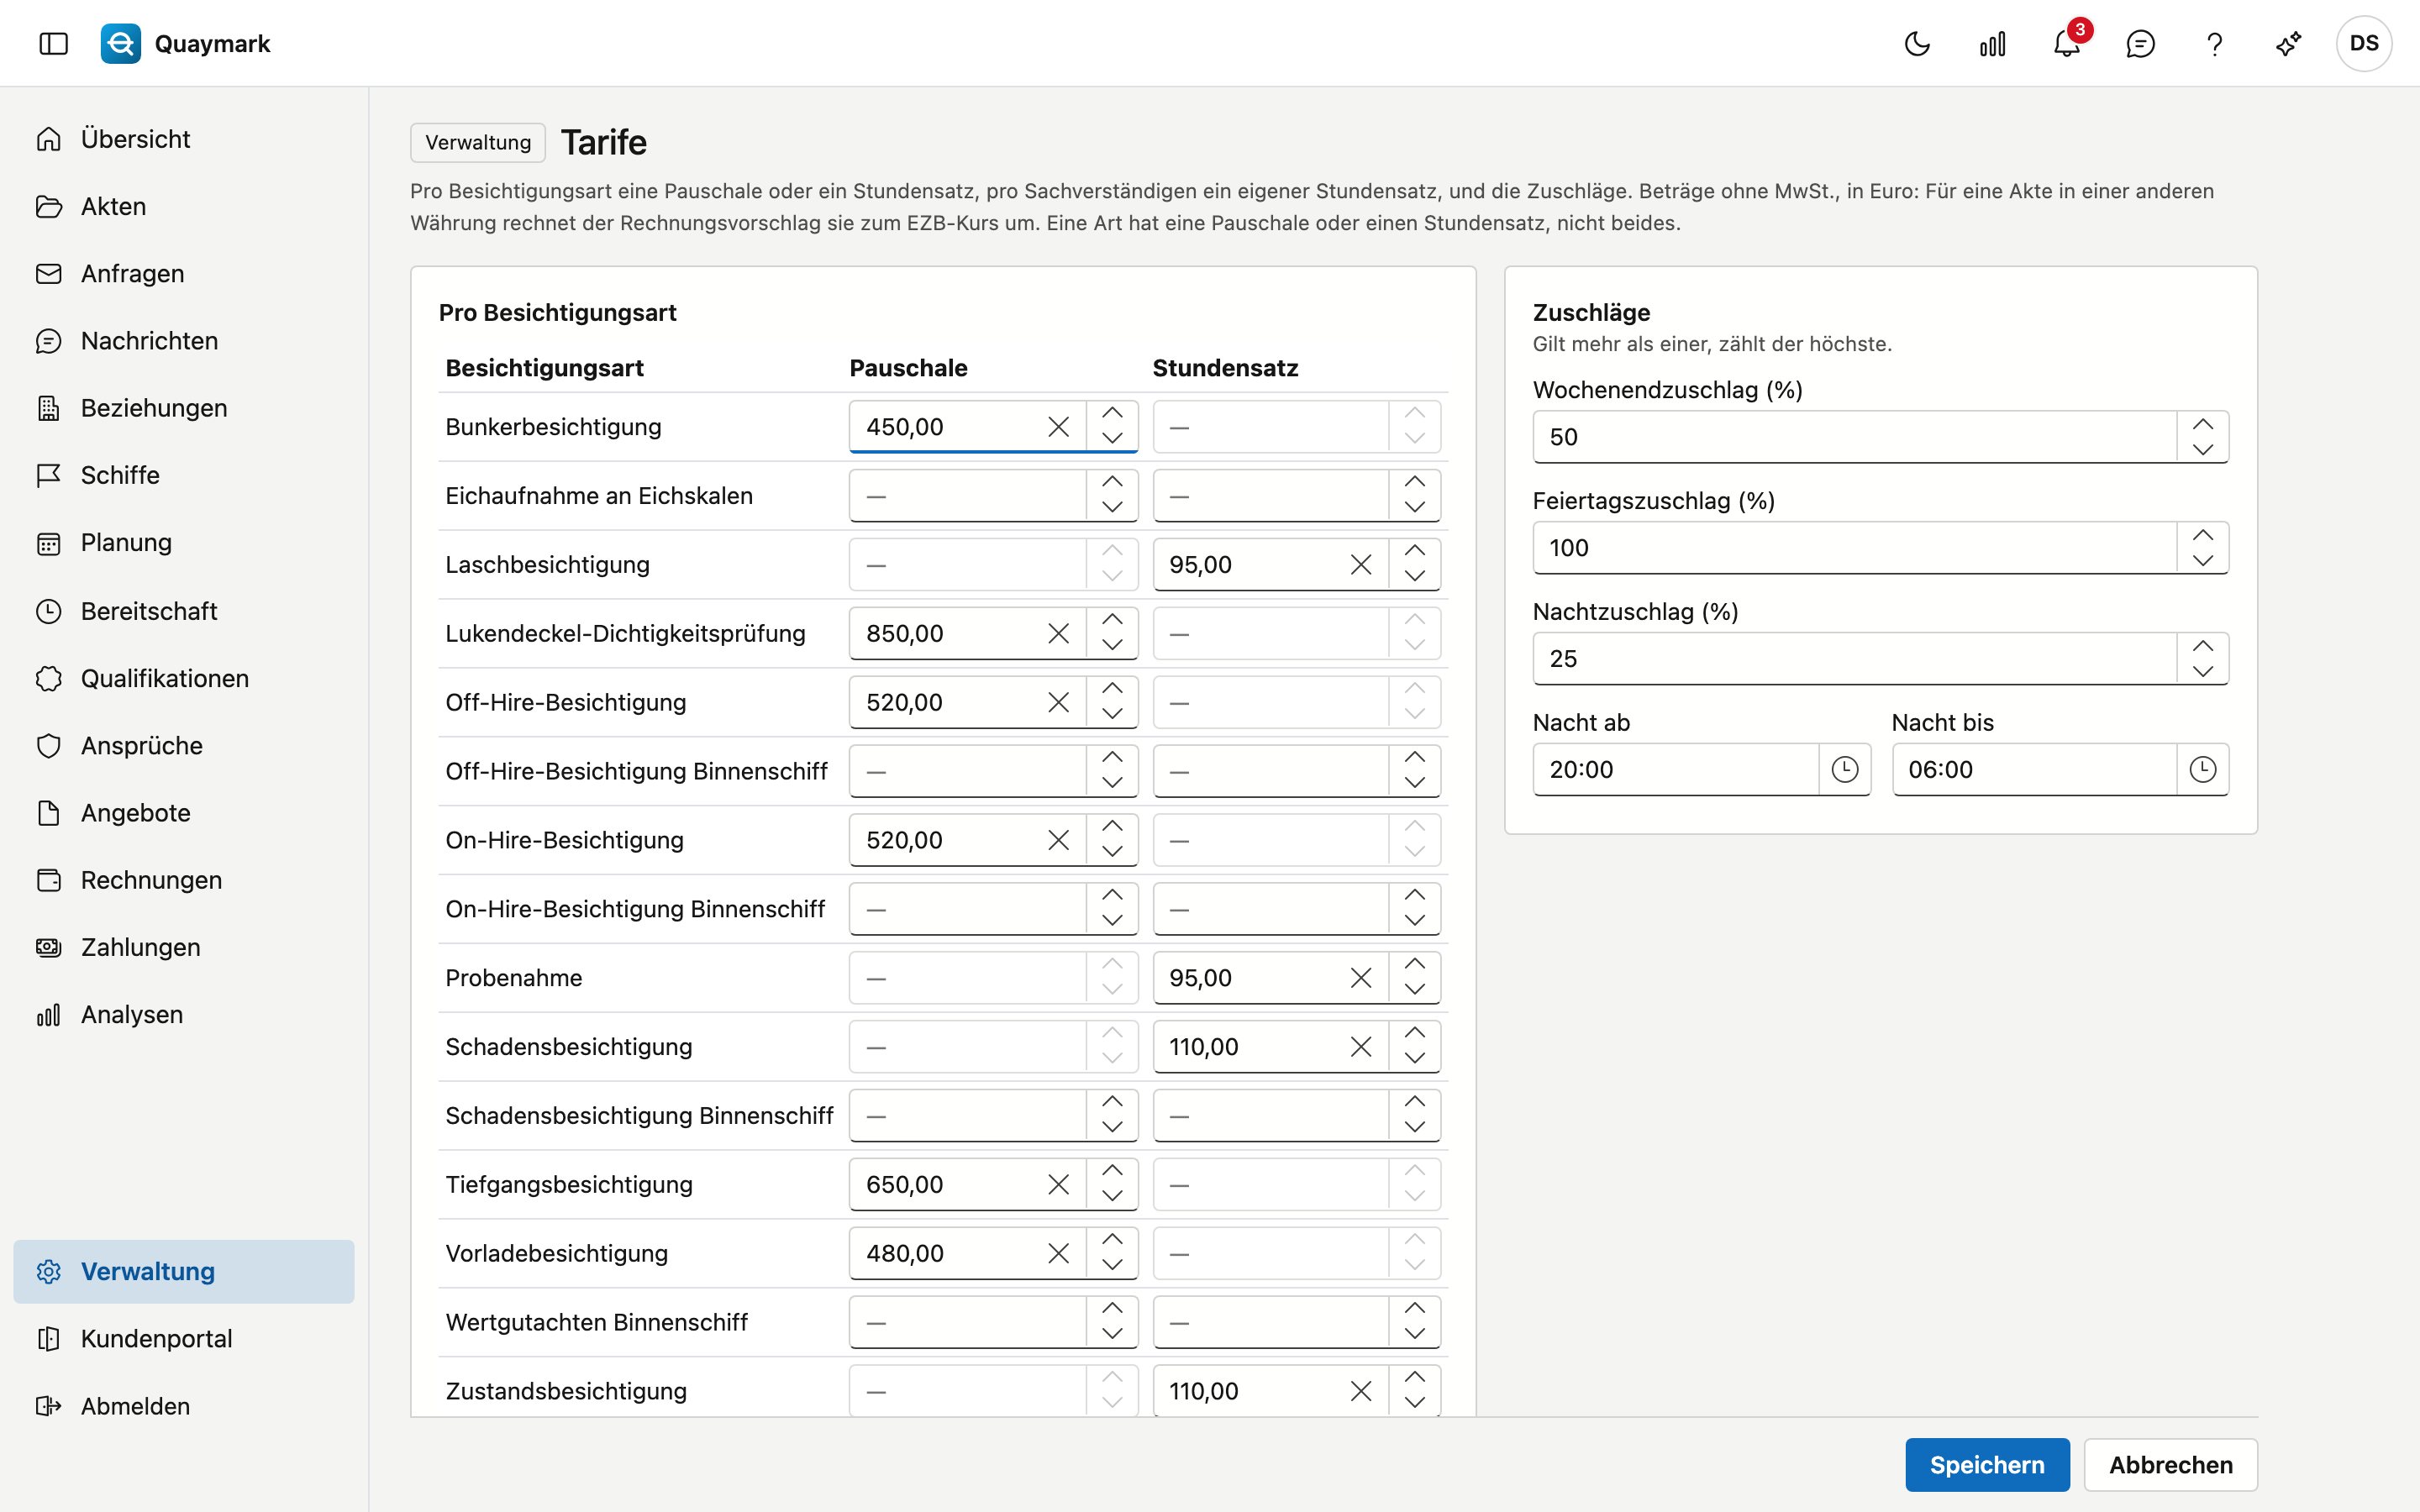 Quaymark
3
DS
Übersicht
Akten
Anfragen
Nachrichten
Beziehungen
Schiffe
Planung
Bereitschaft
Qualifikationen
Ansprüche
Angebote
Rechnungen
Zahlungen
Analysen
Verwaltung
Kundenportal
Abmelden
Verwaltung Tarife
Pro Besichtigungsart eine Pauschale oder ein Stundensatz, pro Sachverständigen ein eigener Stundensatz, und die Zuschläge. Beträge ohne MwSt., in Euro: Für eine Akte in einer anderen
Währung rechnet der Rechnungsvorschlag sie zum EZB-Kurs um. Eine Art hat eine Pauschale oder einen Stundensatz, nicht beides.
Pro Besichtigungsart
Besichtigungsart Pauschale Stundensatz
Bunkerbesichtigung 450,00 —
Eichaufnahme an Eichskalen — —
Laschbesichtigung — 95,00
Lukendeckel-Dichtigkeitsprüfung 850,00 —
Off-Hire-Besichtigung 520,00 —
Off-Hire-Besichtigung Binnenschiff — —
On-Hire-Besichtigung 520,00 —
On-Hire-Besichtigung Binnenschiff — —
Probenahme — 95,00
Schadensbesichtigung — 110,00
Schadensbesichtigung Binnenschiff — —
Tiefgangsbesichtigung 650,00 —
Vorladebesichtigung 480,00 —
Wertgutachten Binnenschiff — —
Zustandsbesichtigung — 110,00
Zuschläge
Gilt mehr als einer, zählt der höchste.
Wochenendzuschlag (%)
50
Feiertagszuschlag (%)
100
Nachtzuschlag (%)
25
Nacht ab Nacht bis
20:00 06:00
Speichern Abbrechen